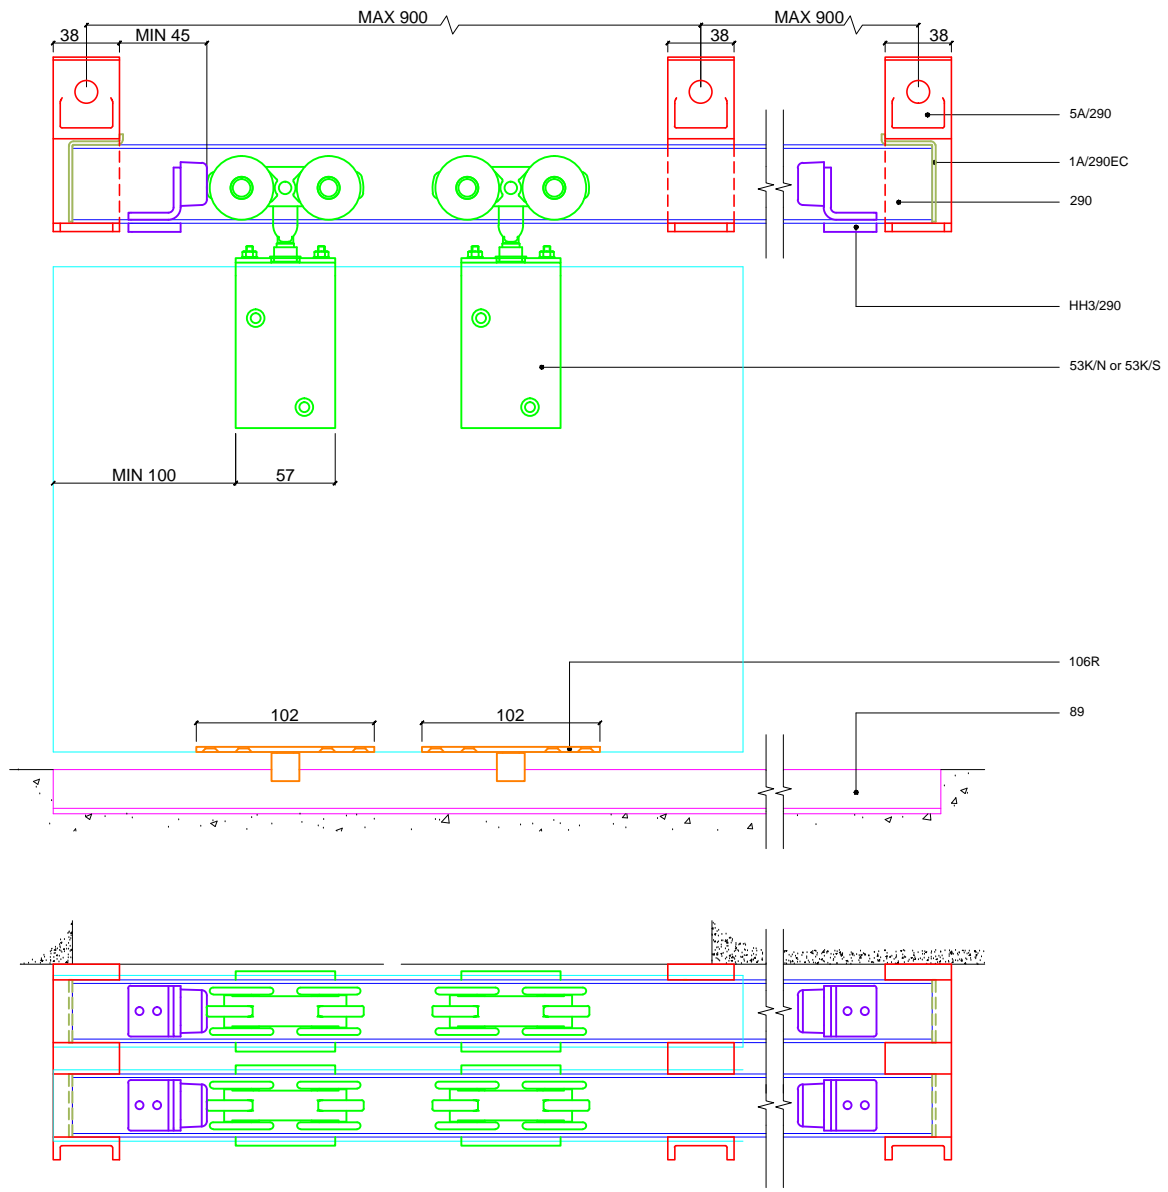 MAX 900
MAX 900
38
MIN 45
38
38
5A/290
1A/290EC
290
HH3/290
53K/N or 53K/S
MIN 100
57
106R
102
102
89